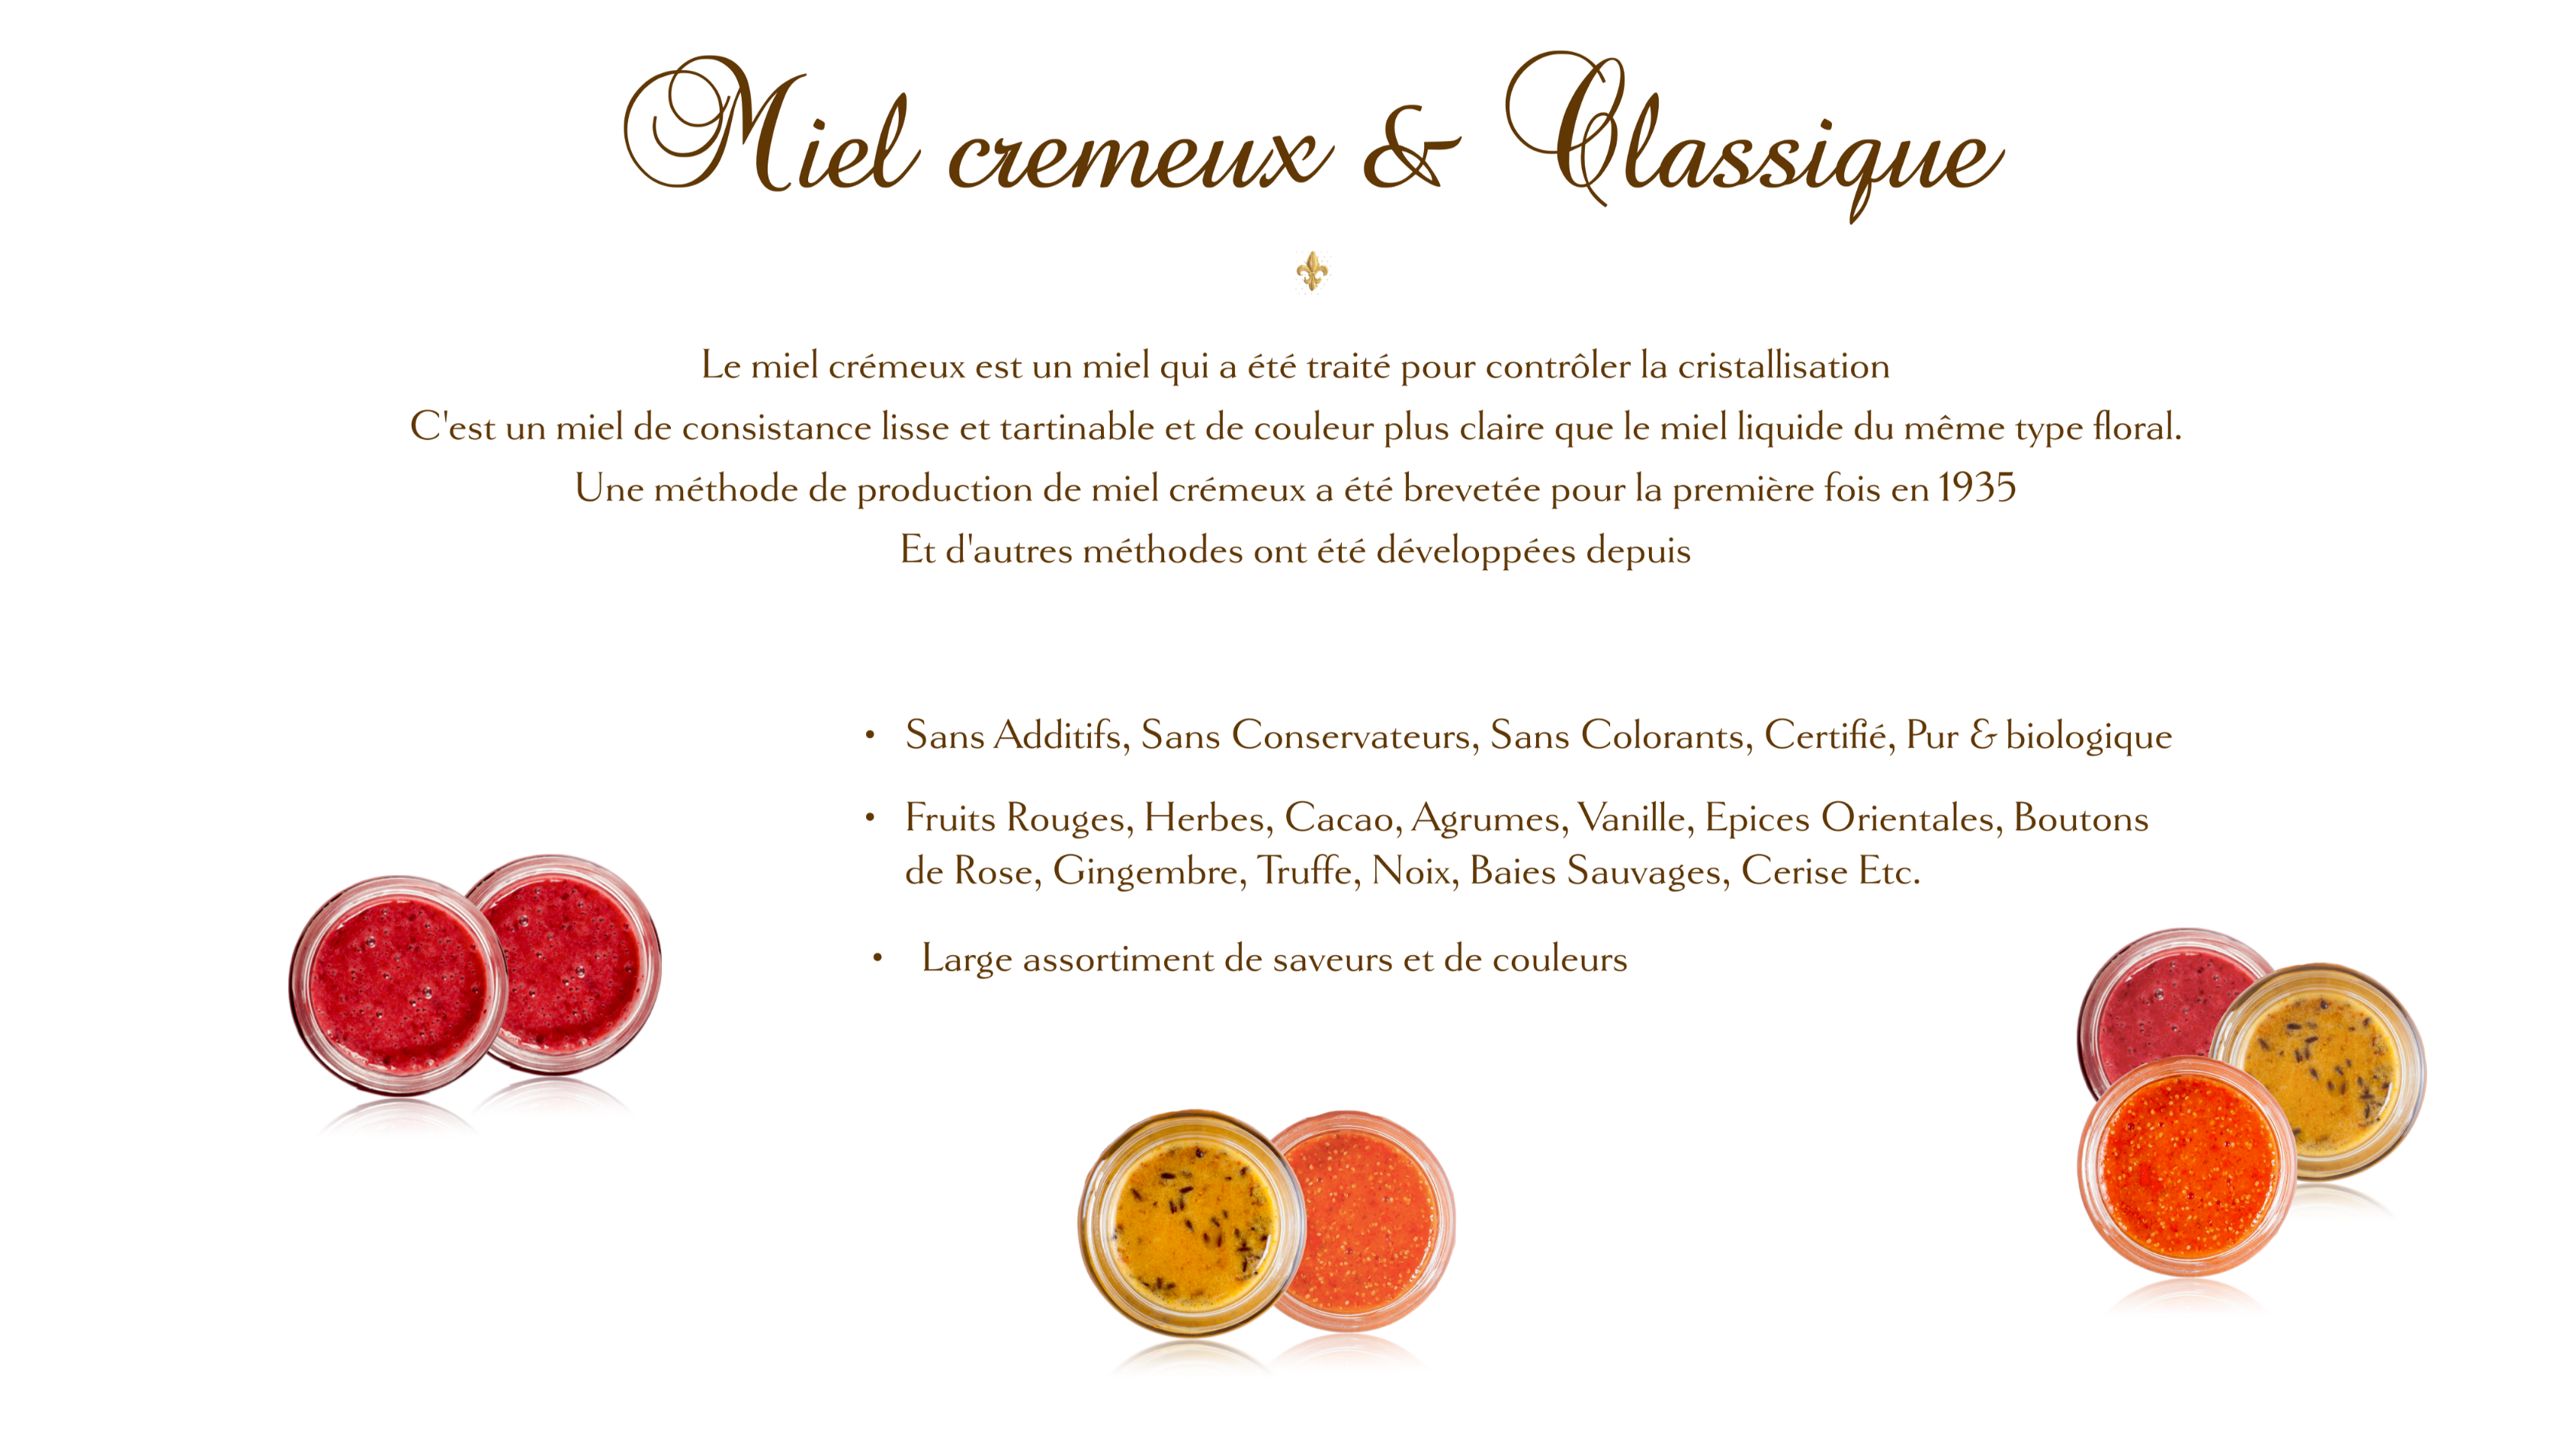 Miel cremeux & Classique
Le miel crémeux est un miel qui a été traité pour contrôler la cristallisation
C'est un miel de consistance lisse et tartinable et de couleur plus claire que le miel liquide du même type floral.
Une méthode de production de miel crémeux a été brevetée pour la première fois en 1935
Et d'autres méthodes ont été développées depuis
• Sans Additifs, Sans Conservateurs, Sans Colorants, Certifié, Pur & biologique
• Fruits Rouges, Herbes, Cacao, Agrumes, Vanille, Epices Orientales, Boutons
de Rose, Gingembre, Truffe, Noix, Baies Sauvages, Cerise Etc.
• Large assortiment de saveurs et de couleurs